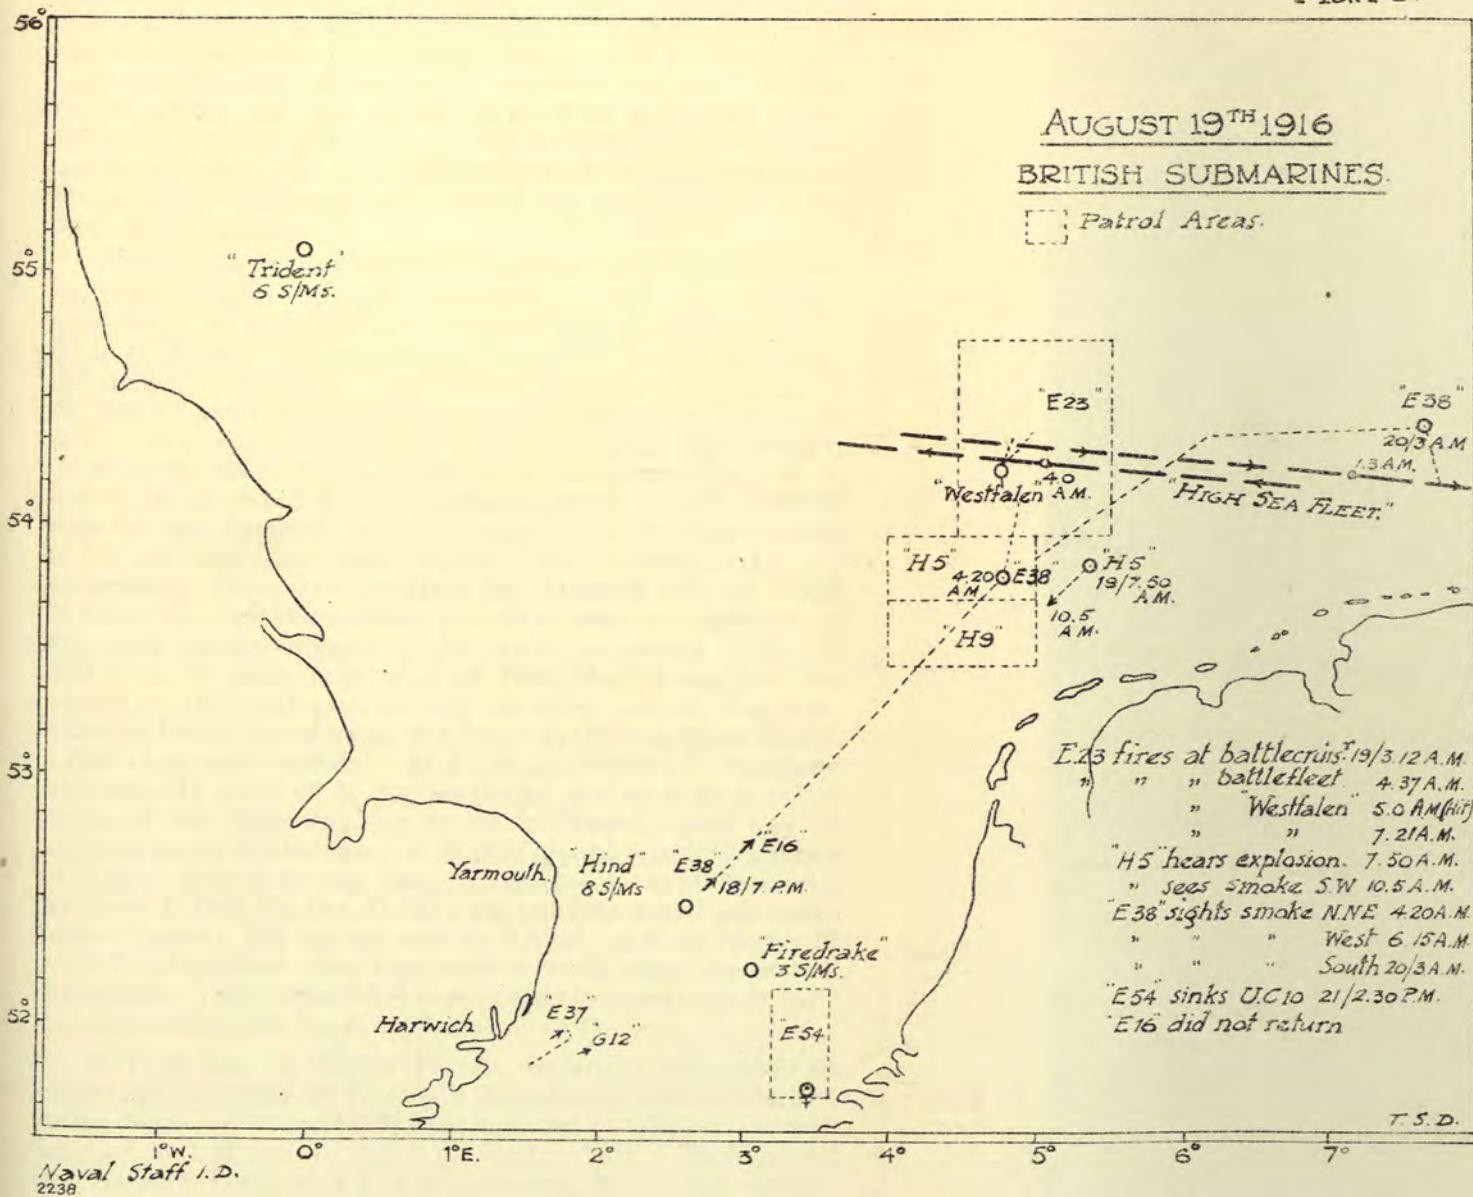 56°
AUGUST 19TH 1916
BRITISH SUBMARINES.
Patrol Areas.
55°
"Trident"
6 S/Ms.
"E23"
"E38"
20/3 A.M
1.3 A.M.
"Westfalen"
4.0
A.M.
"HIGH SEA FLEET."
54°
"H5"
4.20
A M
"E38"
"H5"
19/7.50
A.M.
10.5
A.M.
"H9"
53°
E.23 fires at battlecruisrs 19/3.12 A.M.
" " " battlefleet 4.37 A.M.
" "Westfalen" 5.0 A.M (Hit)
" " 7.21 A.M.
"H5" hears explosion. 7.50 A.M.
" sees smoke S.W 10.5 A.M.
"E38" sights smoke N.NE 4.20 A.M.
" " " West 6.15 A.M.
" " " South 20/3 A.M.
"E54" sinks U.C 10 21/2.30 P.M.
"E16" did not return
Yarmouth.
"Hind"
8 S/Ms
"E38"
"E16"
18/7. P.M.
"Firedrake"
3 S/Ms.
52°
Harwich
"E37"
"G12"
"E54"
T. S. D.
1°W. 0° 1°E. 2° 3° 4° 5° 6° 7°
Naval Staff I.D.
2238